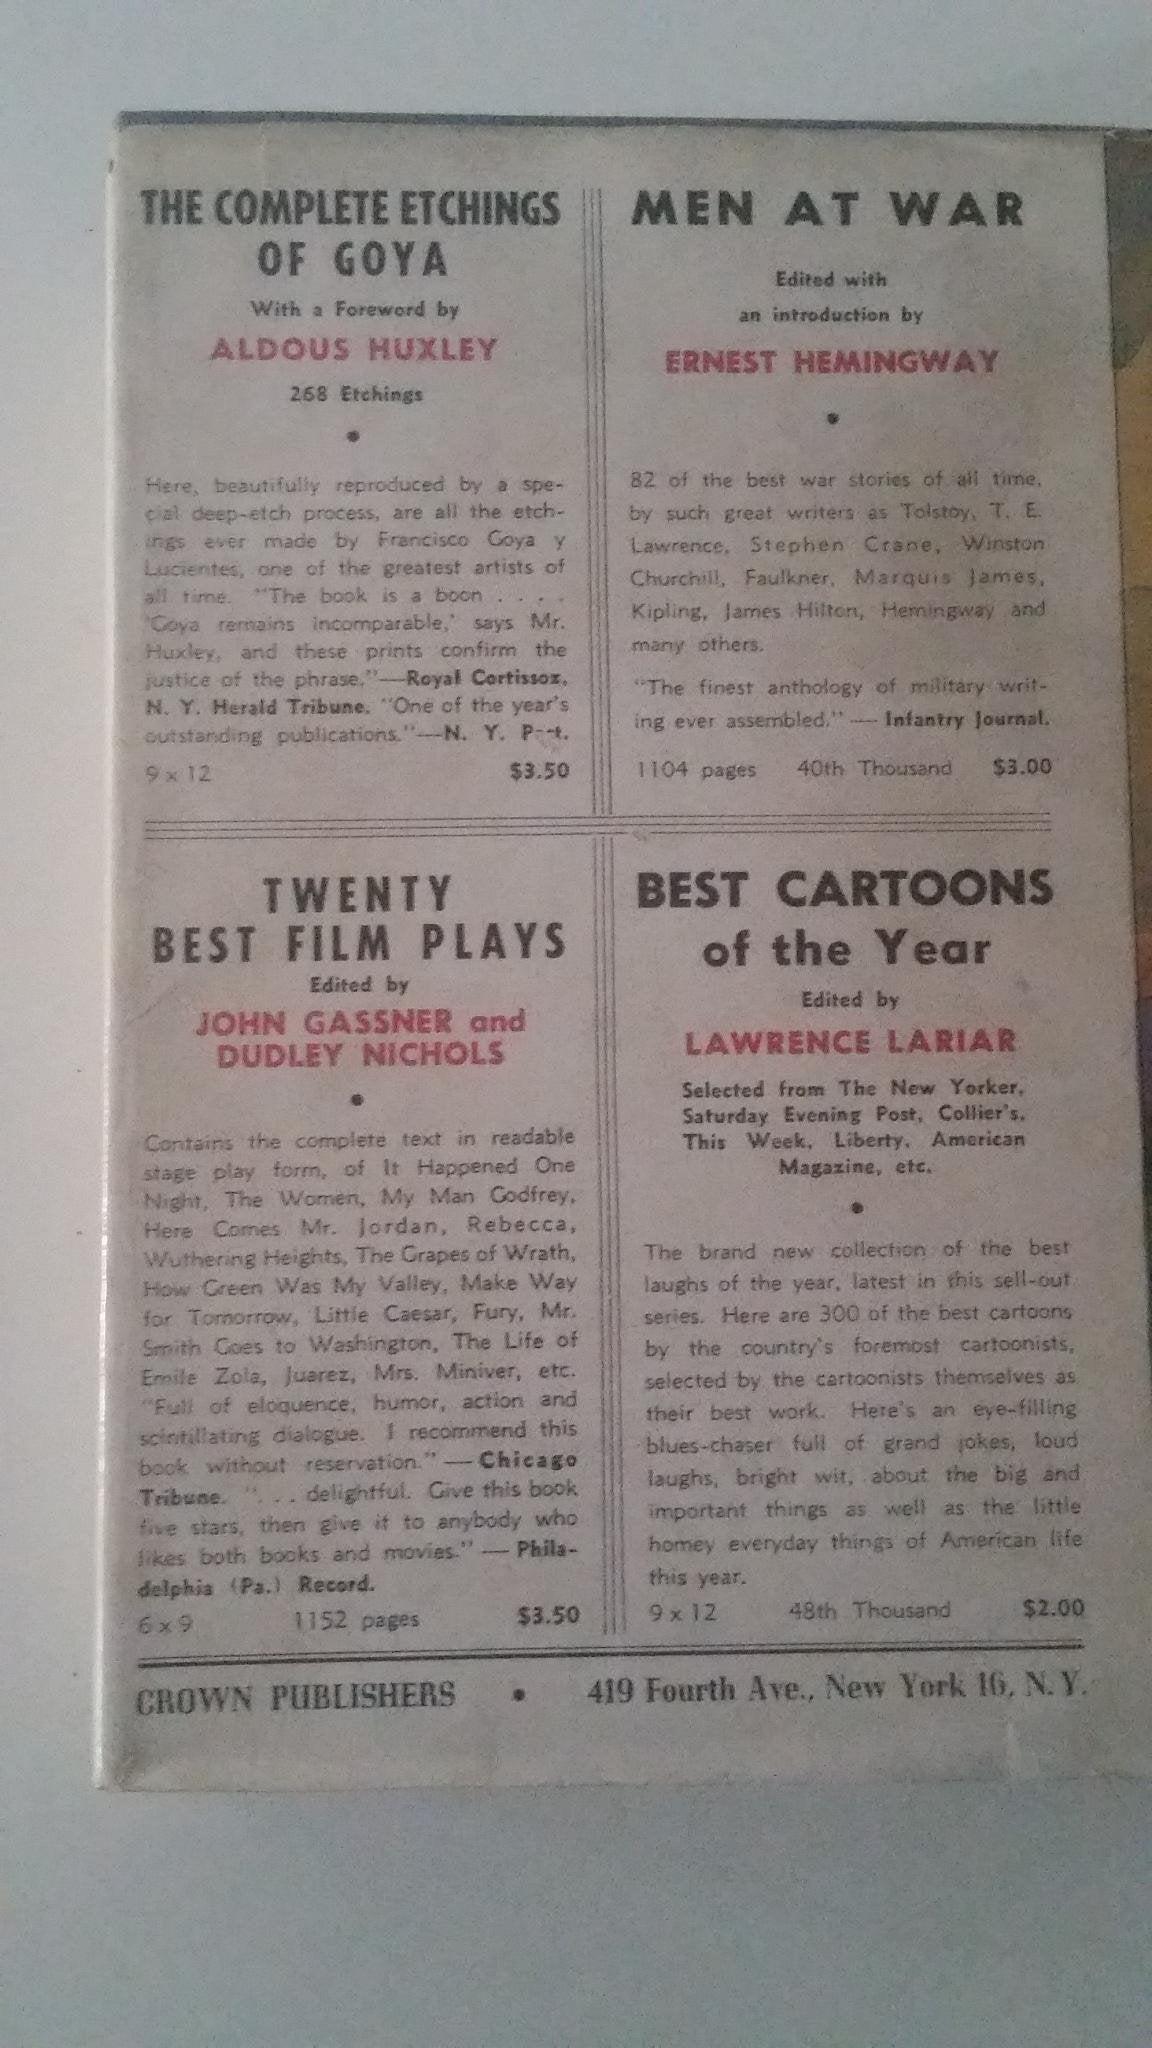 THE COMPLETE ETCHINGS
OF GOYA
With a Foreword by
ALDOUS HUXLEY
268 Etchings
•
Here, beautifully reproduced by a spe-
cial deep-etch process, are all the etch-
ings ever made by Francisco Goya y
Lucientes, one of the greatest artists of
all time. "The book is a boon . . . .
'Goya remains incomparable,' says Mr.
Huxley, and these prints confirm the
justice of the phrase."—Royal Cortissoz,
N. Y. Herald Tribune. "One of the year's
outstanding publications."—N. Y.
9 x 12 $3.50
MEN AT WAR
Edited with
an introduction by
ERNEST HEMINGWAY
•
82 of the best war stories of all time,
by such great writers as Tolstoy, T. E.
Lawrence, Stephen Crane, Winston
Churchill, Faulkner, Marquis James,
Kipling, James Hilton, Hemingway and
many others.
"The finest anthology of military writ-
ing ever assembled." — Infantry Journal.
1104 pages 40th Thousand $3.00
TWENTY
BEST FILM PLAYS
Edited by
JOHN GASSNER and
DUDLEY NICHOLS
•
Contains the complete text in readable
stage play form, of It Happened One
Night, The Women, My Man Godfrey,
Here Comes Mr. Jordan, Rebecca,
Wuthering Heights, The Grapes of Wrath,
How Green Was My Valley, Make Way
for Tomorrow, Little Caesar, Fury, Mr.
Smith Goes to Washington, The Life of
Emile Zola, Juarez, Mrs. Miniver, etc.
"Full of eloquence, humor, action and
scintillating dialogue. I recommend this
book without reservation." — Chicago
Tribune. ". . . delightful. Give this book
five stars, then give it to anybody who
likes both books and movies." — Phila-
delphia (Pa.) Record.
6 x 9 1152 pages $3.50
BEST CARTOONS
of the Year
Edited by
LAWRENCE LARIAR
Selected from The New Yorker,
Saturday Evening Post, Collier's,
This Week, Liberty, American
Magazine, etc.
•
The brand new collection of the best
laughs of the year, latest in this sell-out
series. Here are 300 of the best cartoons
by the country's foremost cartoonists,
selected by the cartoonists themselves as
their best work. Here's an eye-filling
blues-chaser full of grand jokes, loud
laughs, bright wit, about the big and
important things as well as the little
homey everyday things of American life
this year.
9 x 12 48th Thousand $2.00
CROWN PUBLISHERS • 419 Fourth Ave., New York 16, N. Y.